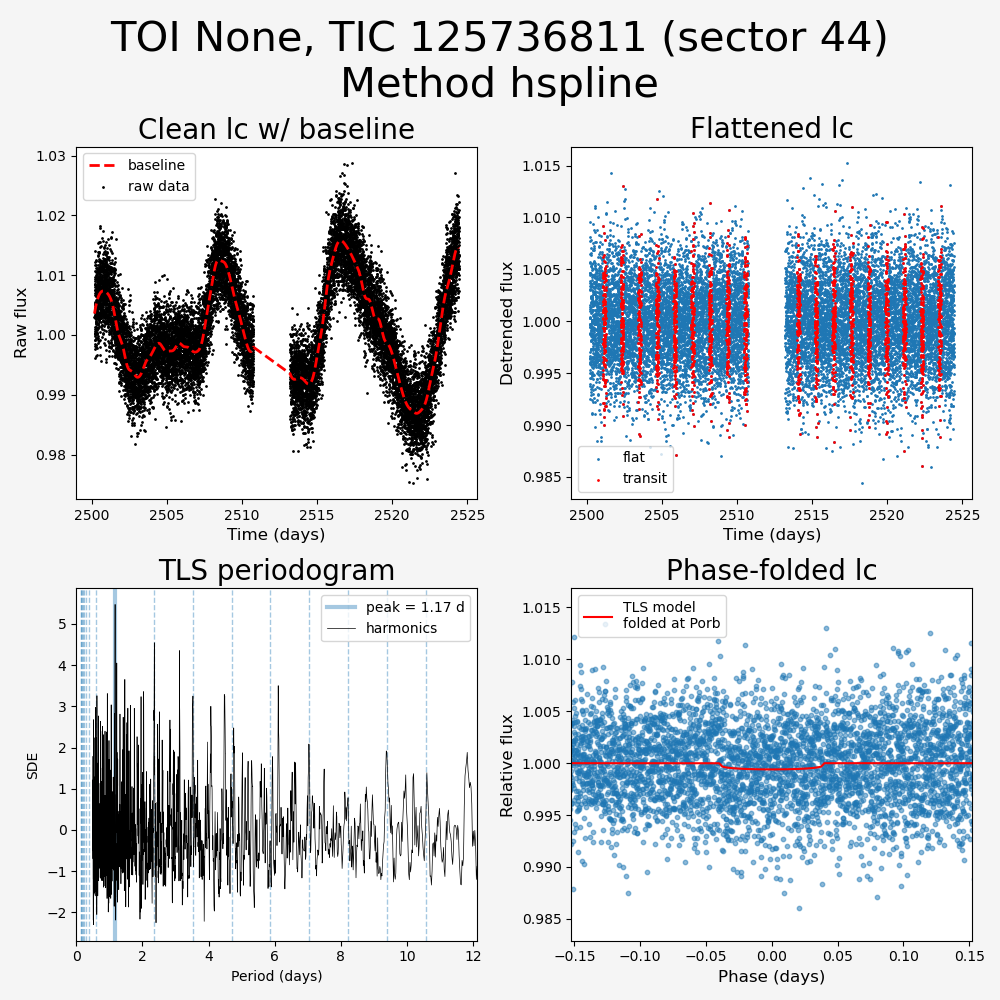 TOI None, TIC 125736811 (sector 44)
Method hspline
Clean lc w/ baseline
baseline
raw data
1.03
1.02
1.01
1.00
0.99
0.98
Raw flux
2500
2505
2510
2515
2520
2525
Time (days)
Flattened lc
1.015
1.010
1.005
1.000
0.995
0.990
0.985
Detrended flux
flat
transit
2500
2505
2510
2515
2520
2525
Time (days)
TLS periodogram
peak = 1.17 d
harmonics
5
4
3
2
1
0
−1
−2
SDE
0
2
4
6
8
10
12
Period (days)
Phase-folded lc
TLS model
folded at Porb
1.015
1.010
1.005
1.000
0.995
0.990
0.985
Relative flux
−0.15
−0.10
−0.05
0.00
0.05
0.10
0.15
Phase (days)